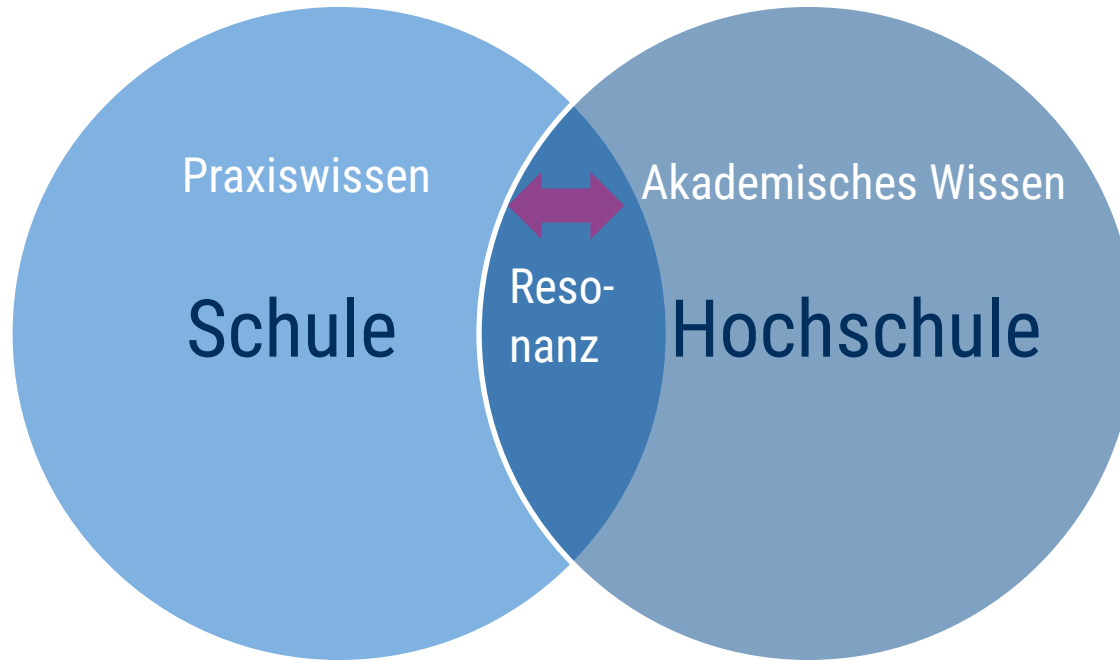 Praxiswissen
Schule
Reso-
nanz
Akademisches Wissen
Hochschule